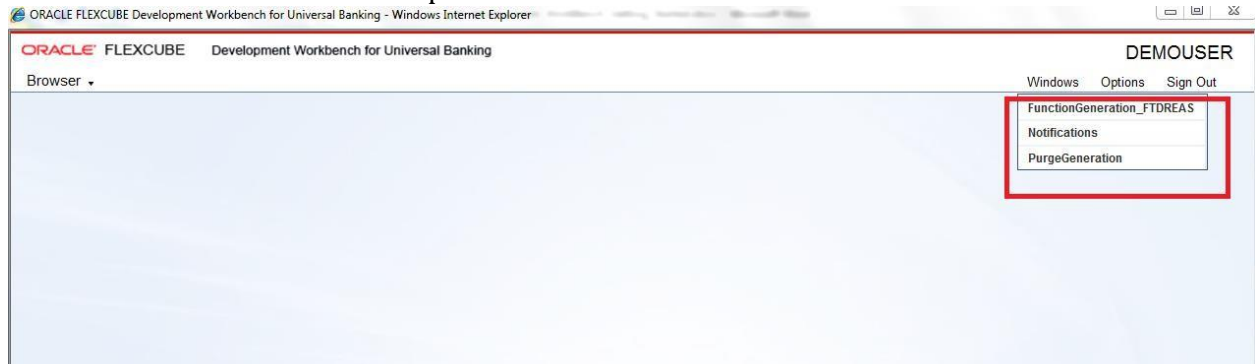 ORACLE FLEXCUBE Development Workbench for Universal Banking - Windows Internet Explorer
ORACLE FLEXCUBE Development Workbench for Universal Banking
DEMOUSER
Browser
Windows Options Sign Out
FunctionGeneration_FTDREAS
Notifications
PurgeGeneration